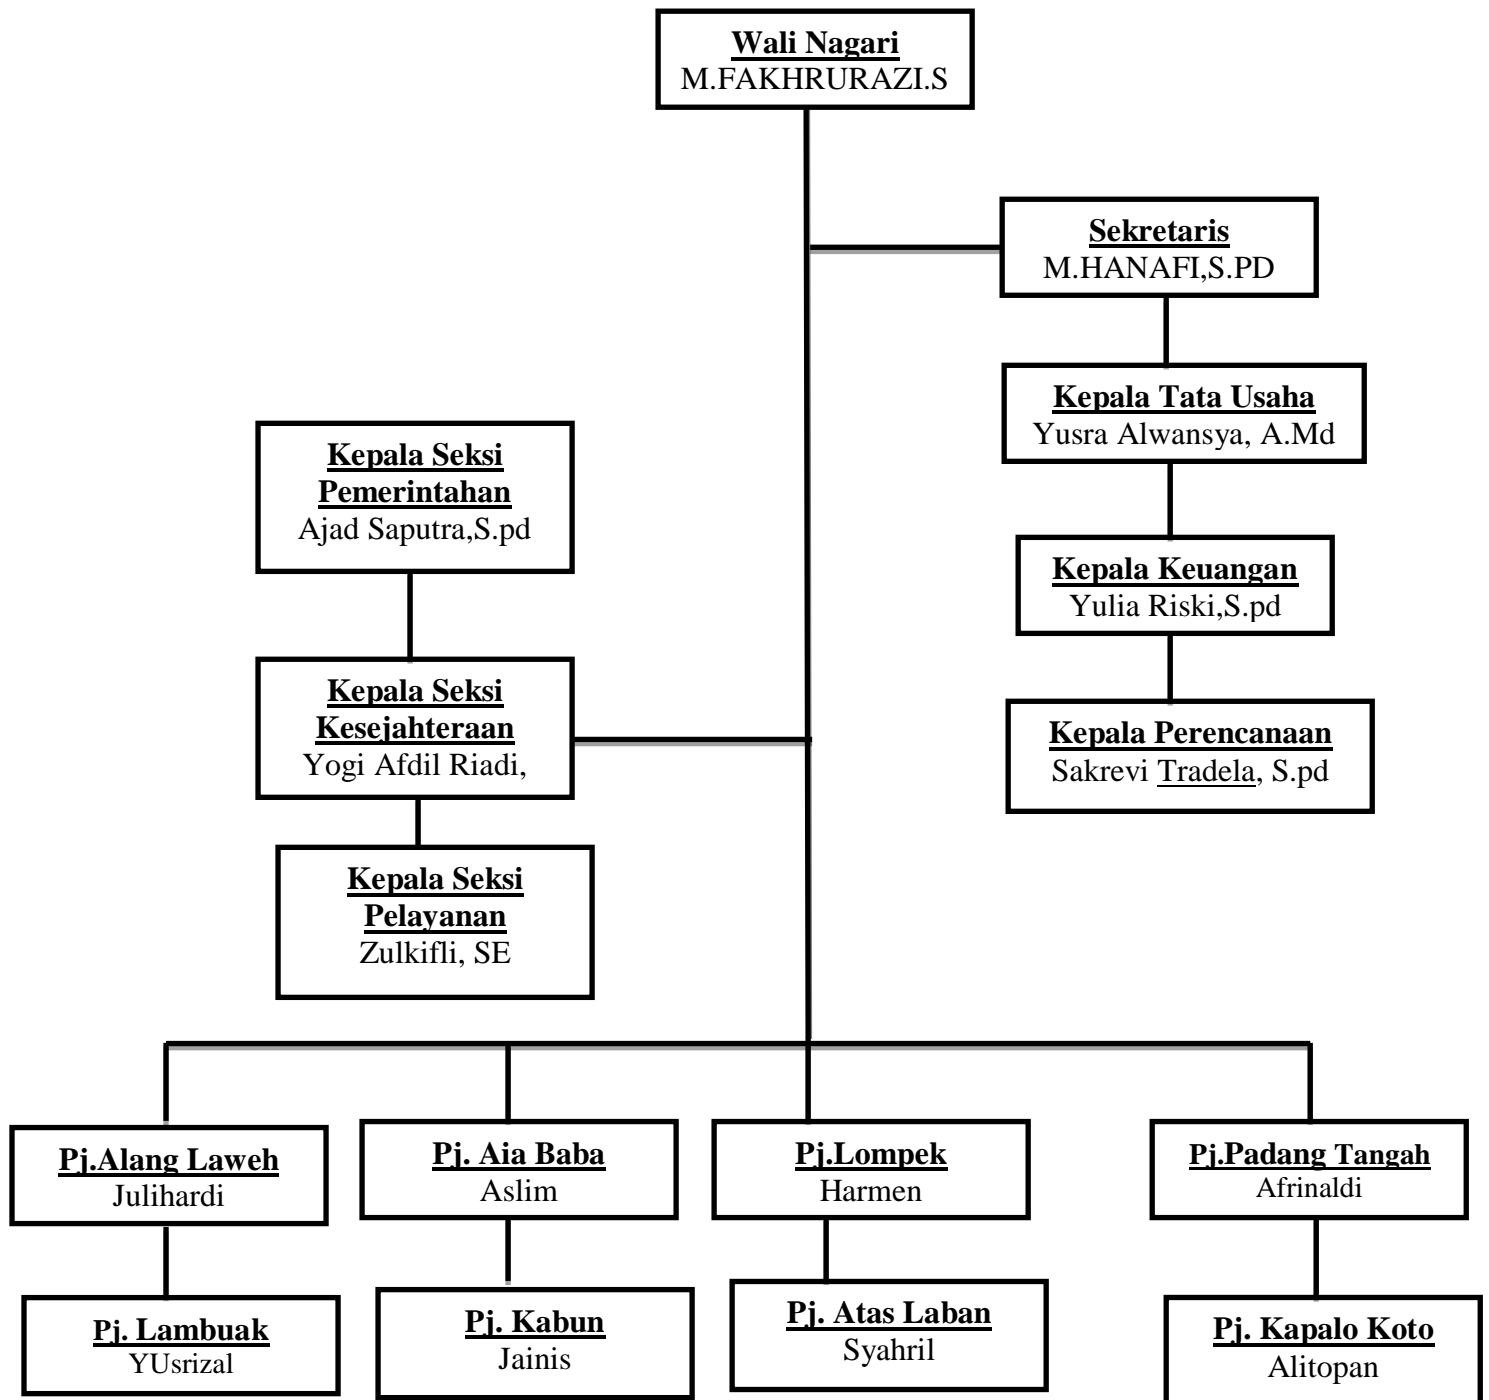 Wali Nagari
M.FAKHRURAZI.S
Sekretaris
M.HANAFI,S.PD
Kepala Tata Usaha
Yusra Alwansya, A.Md
Kepala Seksi
Pemerintahan
Ajad Saputra,S.pd
Kepala Keuangan
Yulia Riski,S.pd
Kepala Seksi
Kesejahteraan
Yogi Afdil Riadi,
Kepala Perencanaan
Sakrevi Tradela, S.pd
Kepala Seksi
Pelayanan
Zulkifli, SE
Pj.Alang Laweh
Julihardi
Pj. Aia Baba
Aslim
Pj.Lompek
Harmen
Pj.Padang Tangah
Afrinaldi
Pj. Lambuak
YUsrizal
Pj. Kabun
Jainis
Pj. Atas Laban
Syahril
Pj. Kapalo Koto
Alitopan